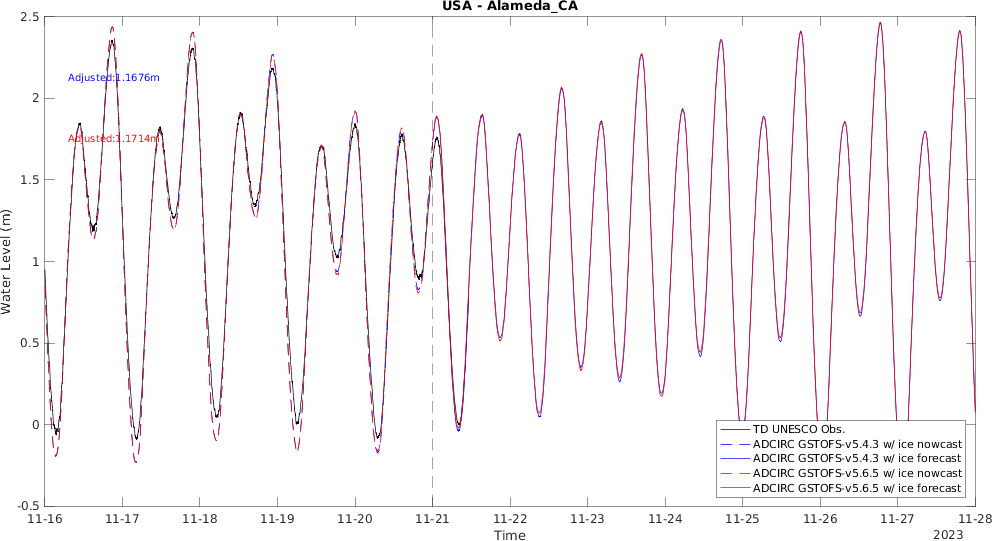 USA - Alameda_CA
2.5
2
1.5
1
0.5
0
-0.5
Water Level (m)
Adjusted:1.1676m
Adjusted:1.1714m
TD UNESCO Obs.
ADCIRC GSTOFS-v5.4.3 w/ ice nowcast
ADCIRC GSTOFS-v5.4.3 w/ ice forecast
ADCIRC GSTOFS-v5.6.5 w/ ice nowcast
ADCIRC GSTOFS-v5.6.5 w/ ice forecast
11-16 11-17 11-18 11-19 11-20 11-21 11-22 11-23 11-24 11-25 11-26 11-27 11-28
Time
2023